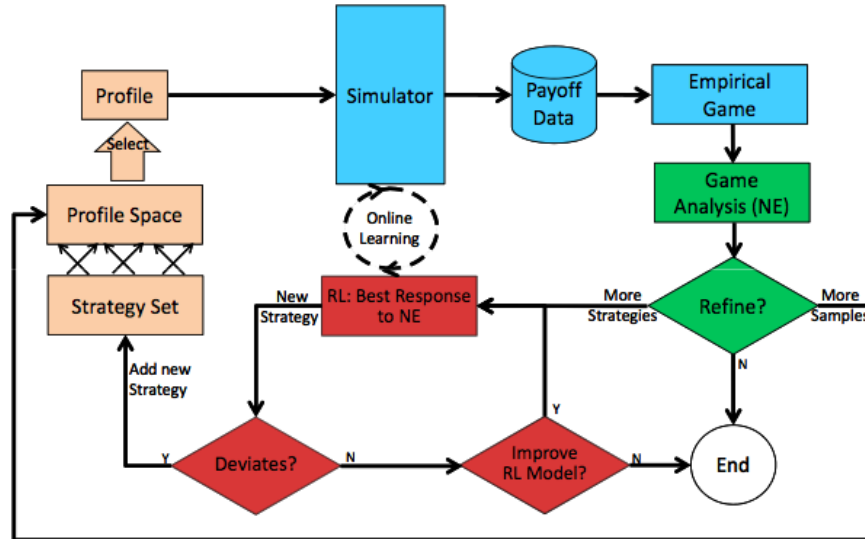 Profile
Simulator
Payoff
Data
Empirical
Game
Select
Game
Analysis (NE)
Profile Space
Online
Learning
Strategy Set
New
Strategy
RL: Best Response
to NE
More
Strategies
Refine?
More
Samples
Add new
Strategy
N
Y
Y
Deviates?
N
Improve
RL Model?
N
End